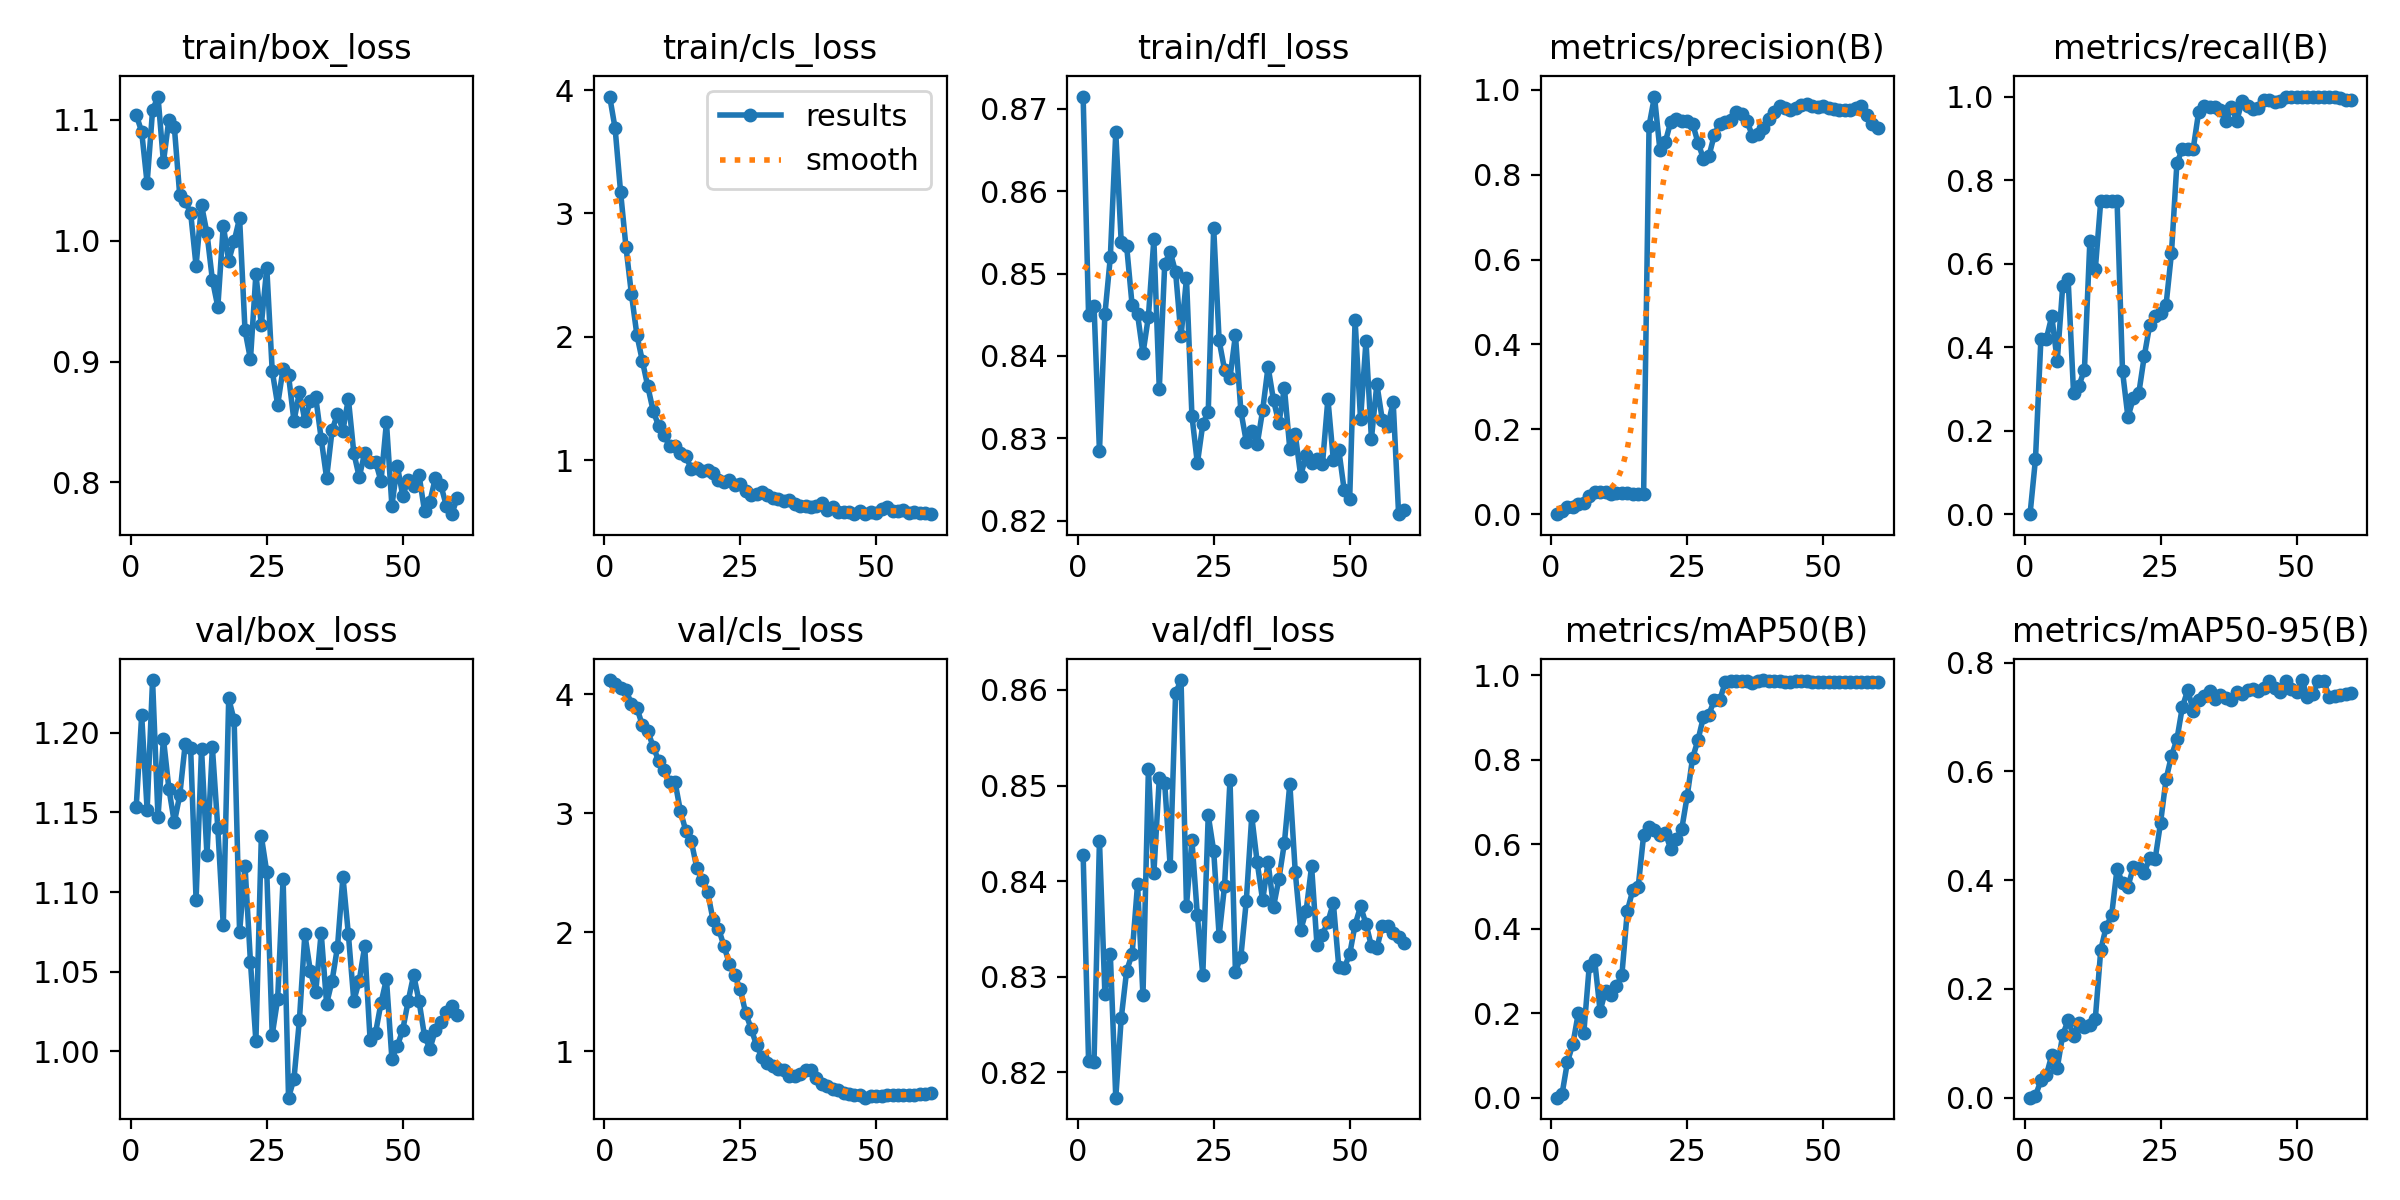 train/box_loss
1.1
1.0
0.9
0.8
0 25 50
train/cls_loss
results
smooth
4
3
2
1
0 25 50
train/dfl_loss
0.87
0.86
0.85
0.84
0.83
0.82
0 25 50
metrics/precision(B)
1.0
0.8
0.6
0.4
0.2
0.0
0 25 50
metrics/recall(B)
1.0
0.8
0.6
0.4
0.2
0.0
0 25 50
val/box_loss
1.20
1.15
1.10
1.05
1.00
0 25 50
val/cls_loss
4
3
2
1
0 25 50
val/dfl_loss
0.86
0.85
0.84
0.83
0.82
0 25 50
metrics/mAP50(B)
1.0
0.8
0.6
0.4
0.2
0.0
0 25 50
metrics/mAP50-95(B)
0.8
0.6
0.4
0.2
0.0
0 25 50